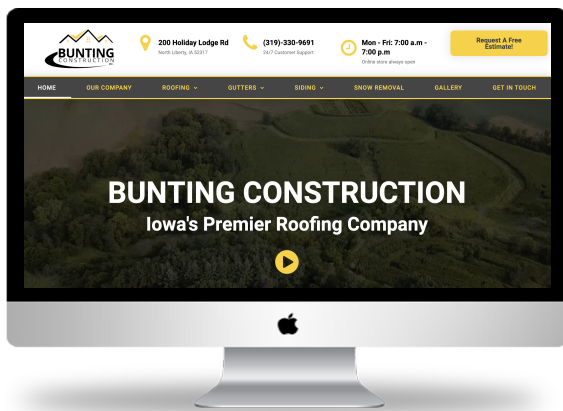 BUNTING
CONSTRUCTION
200 Holiday Lodge Rd
North Liberty, IA 52317
(319)-330-9691
24/7 Customer Support
Mon - Fri: 7:00 a.m -
7:00 p.m
Online store always open
Request A Free
Estimate!
HOME
OUR COMPANY
ROOFING
GUTTERS
SIDING
SNOW REMOVAL
GALLERY
GET IN TOUCH
BUNTING CONSTRUCTION
Iowa's Premier Roofing Company